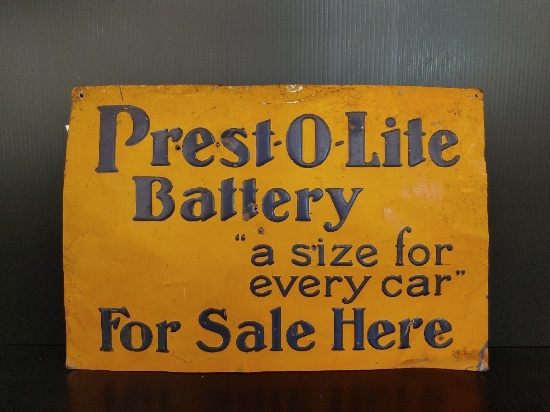 Prest-O-Lite
Battery
"a size for
every car"
For Sale Here